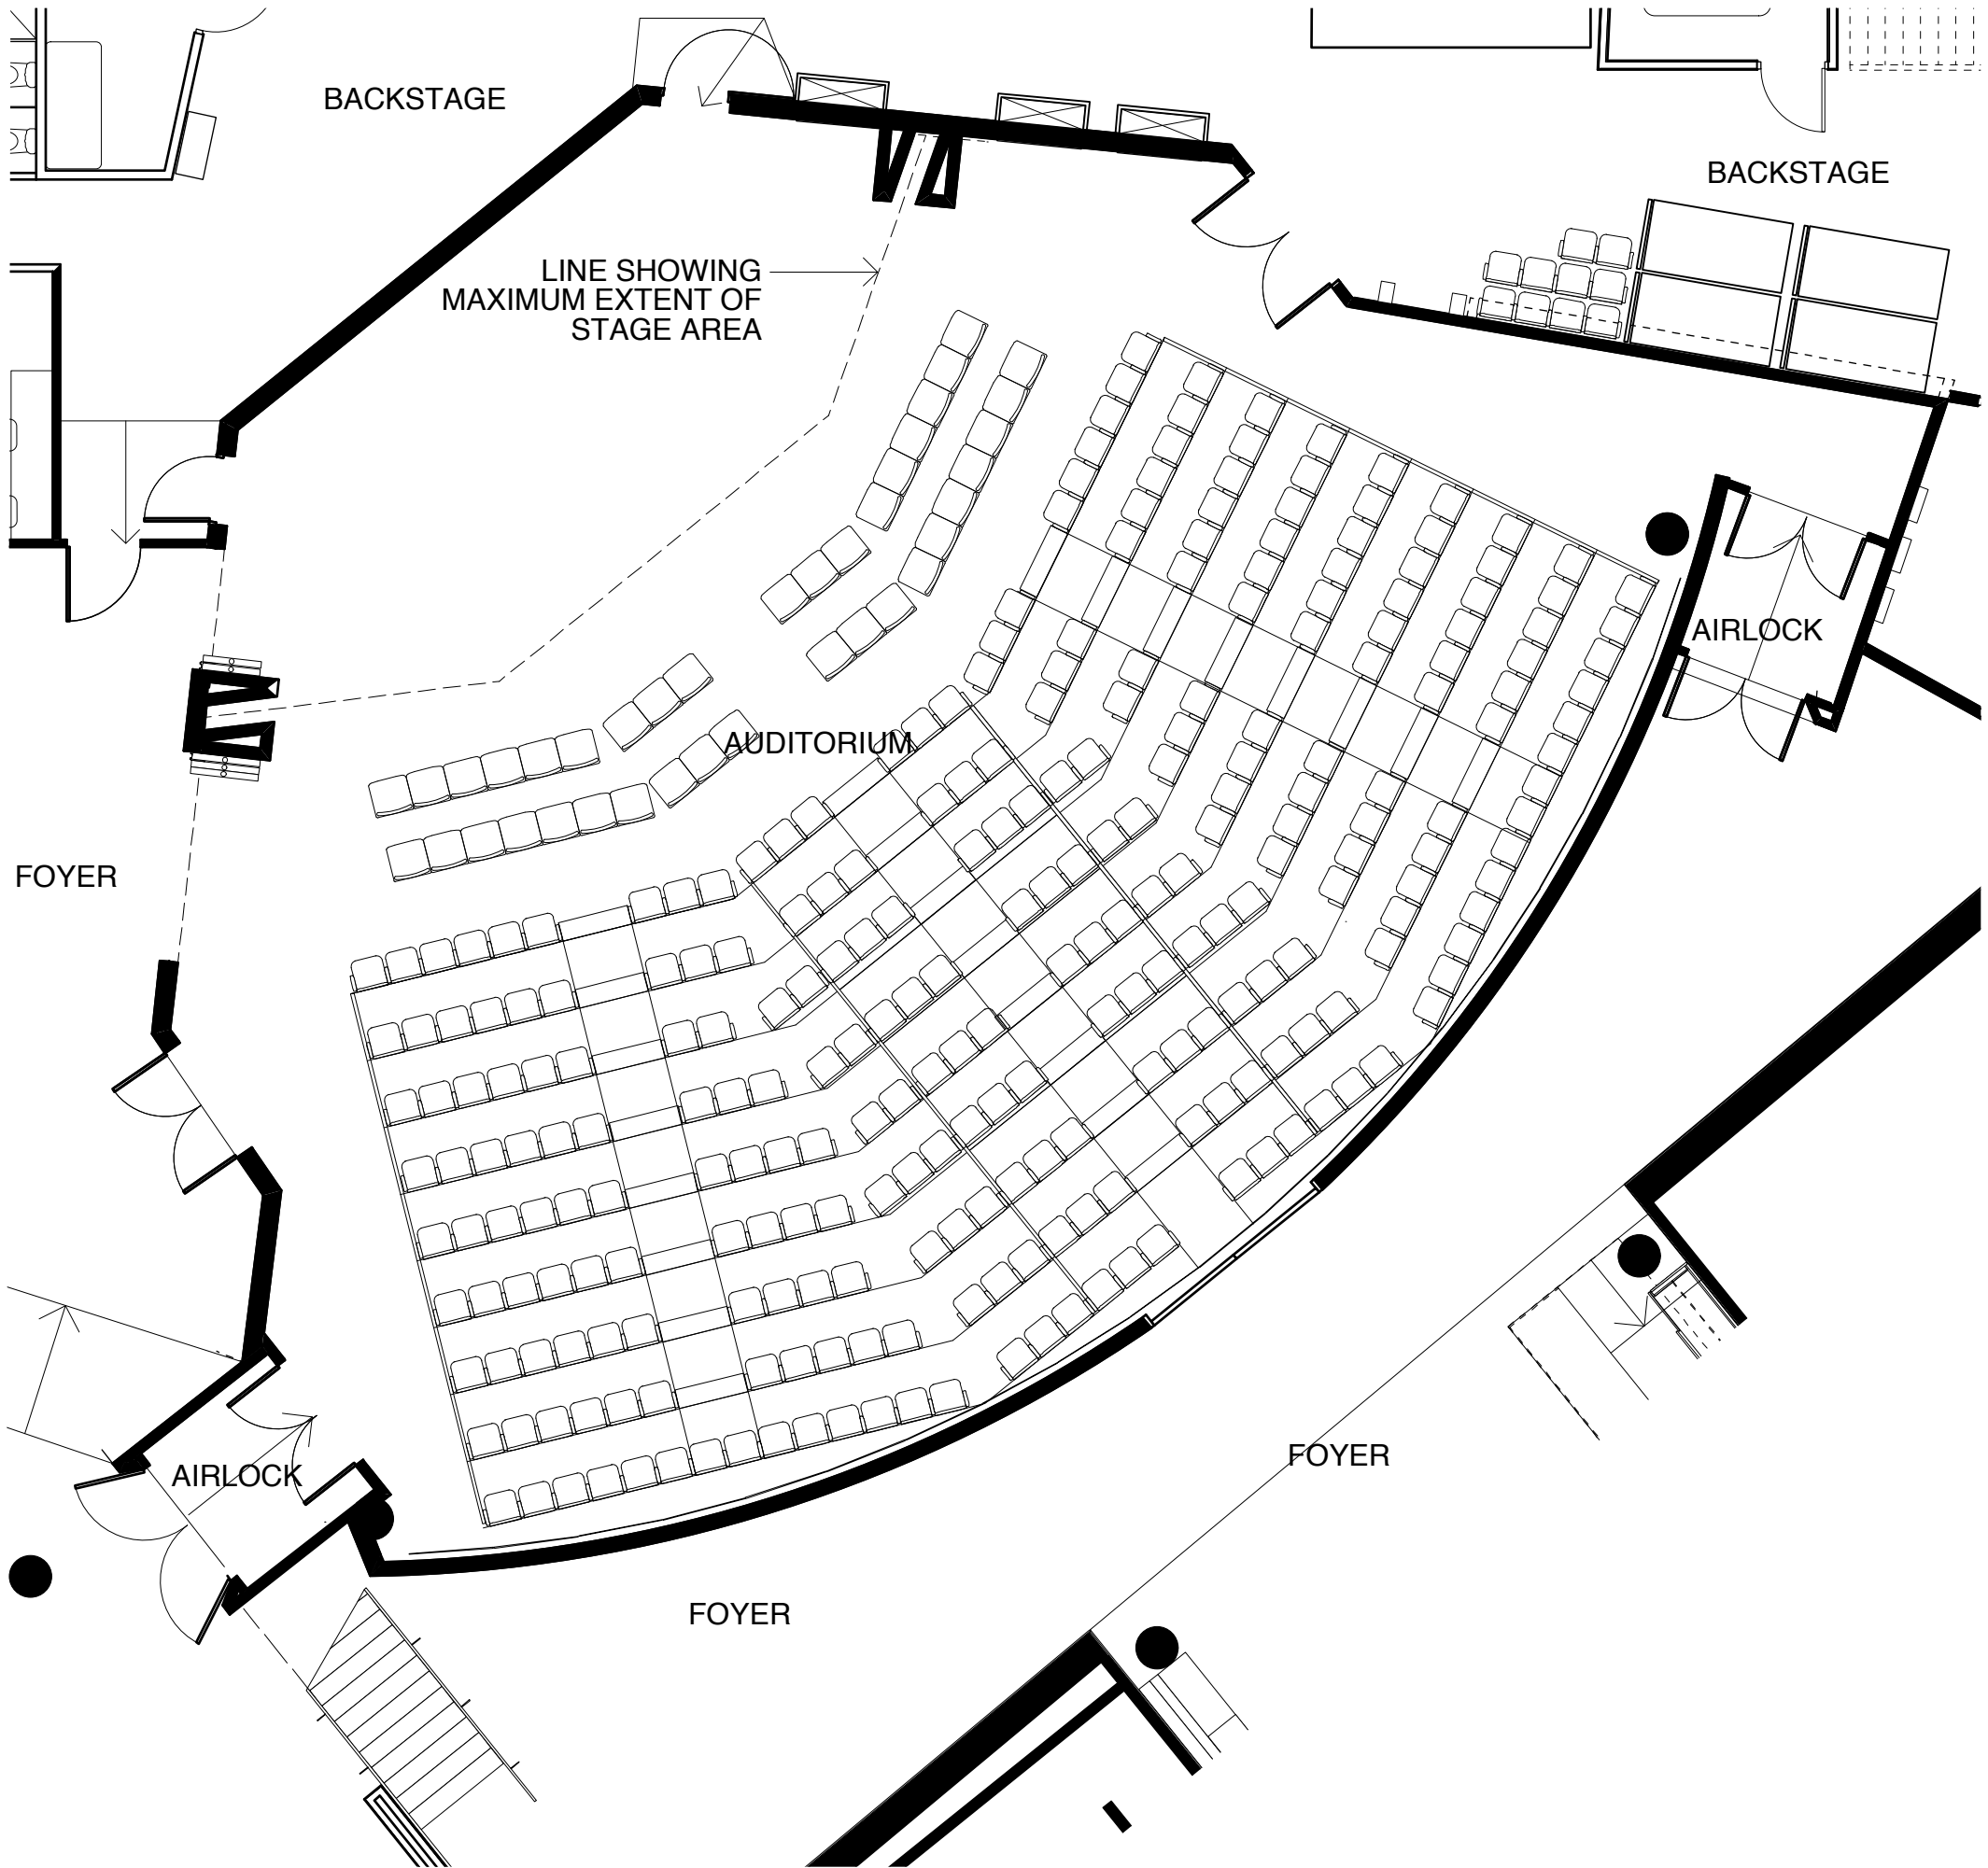 BACKSTAGE
BACKSTAGE
LINE SHOWING
MAXIMUM EXTENT OF
STAGE AREA
AIRLOCK
AUDITORIUM
FOYER
FOYER
AIRLOCK
FOYER